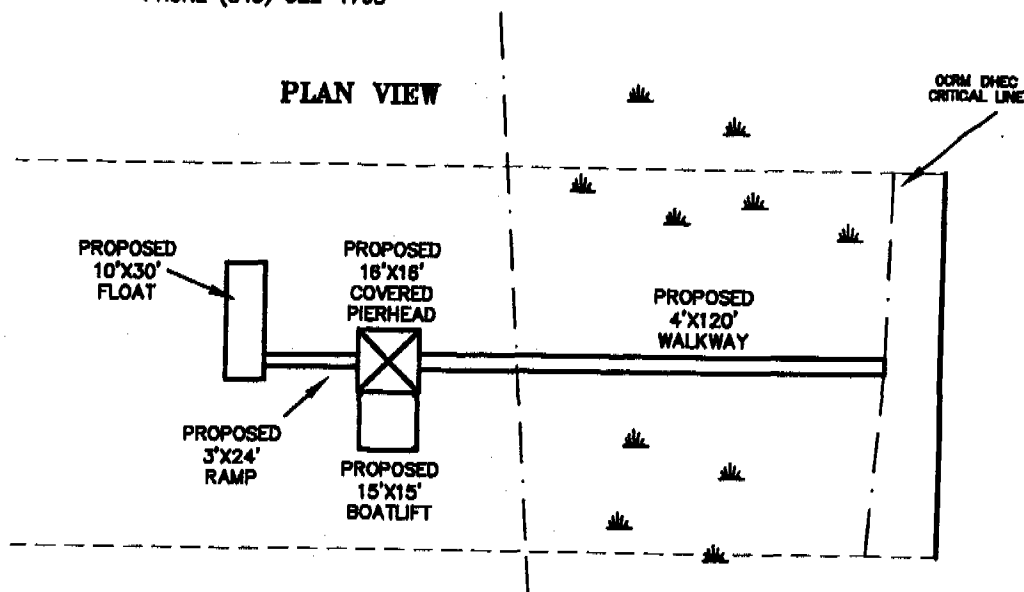 PLAN VIEW
OCRM DHEC
CRITICAL LINE
PROPOSED
10'X30'
FLOAT
PROPOSED
16'X16'
COVERED
PIERHEAD
PROPOSED
4'X120'
WALKWAY
PROPOSED
3'X24'
RAMP
PROPOSED
15'X15'
BOATLIFT